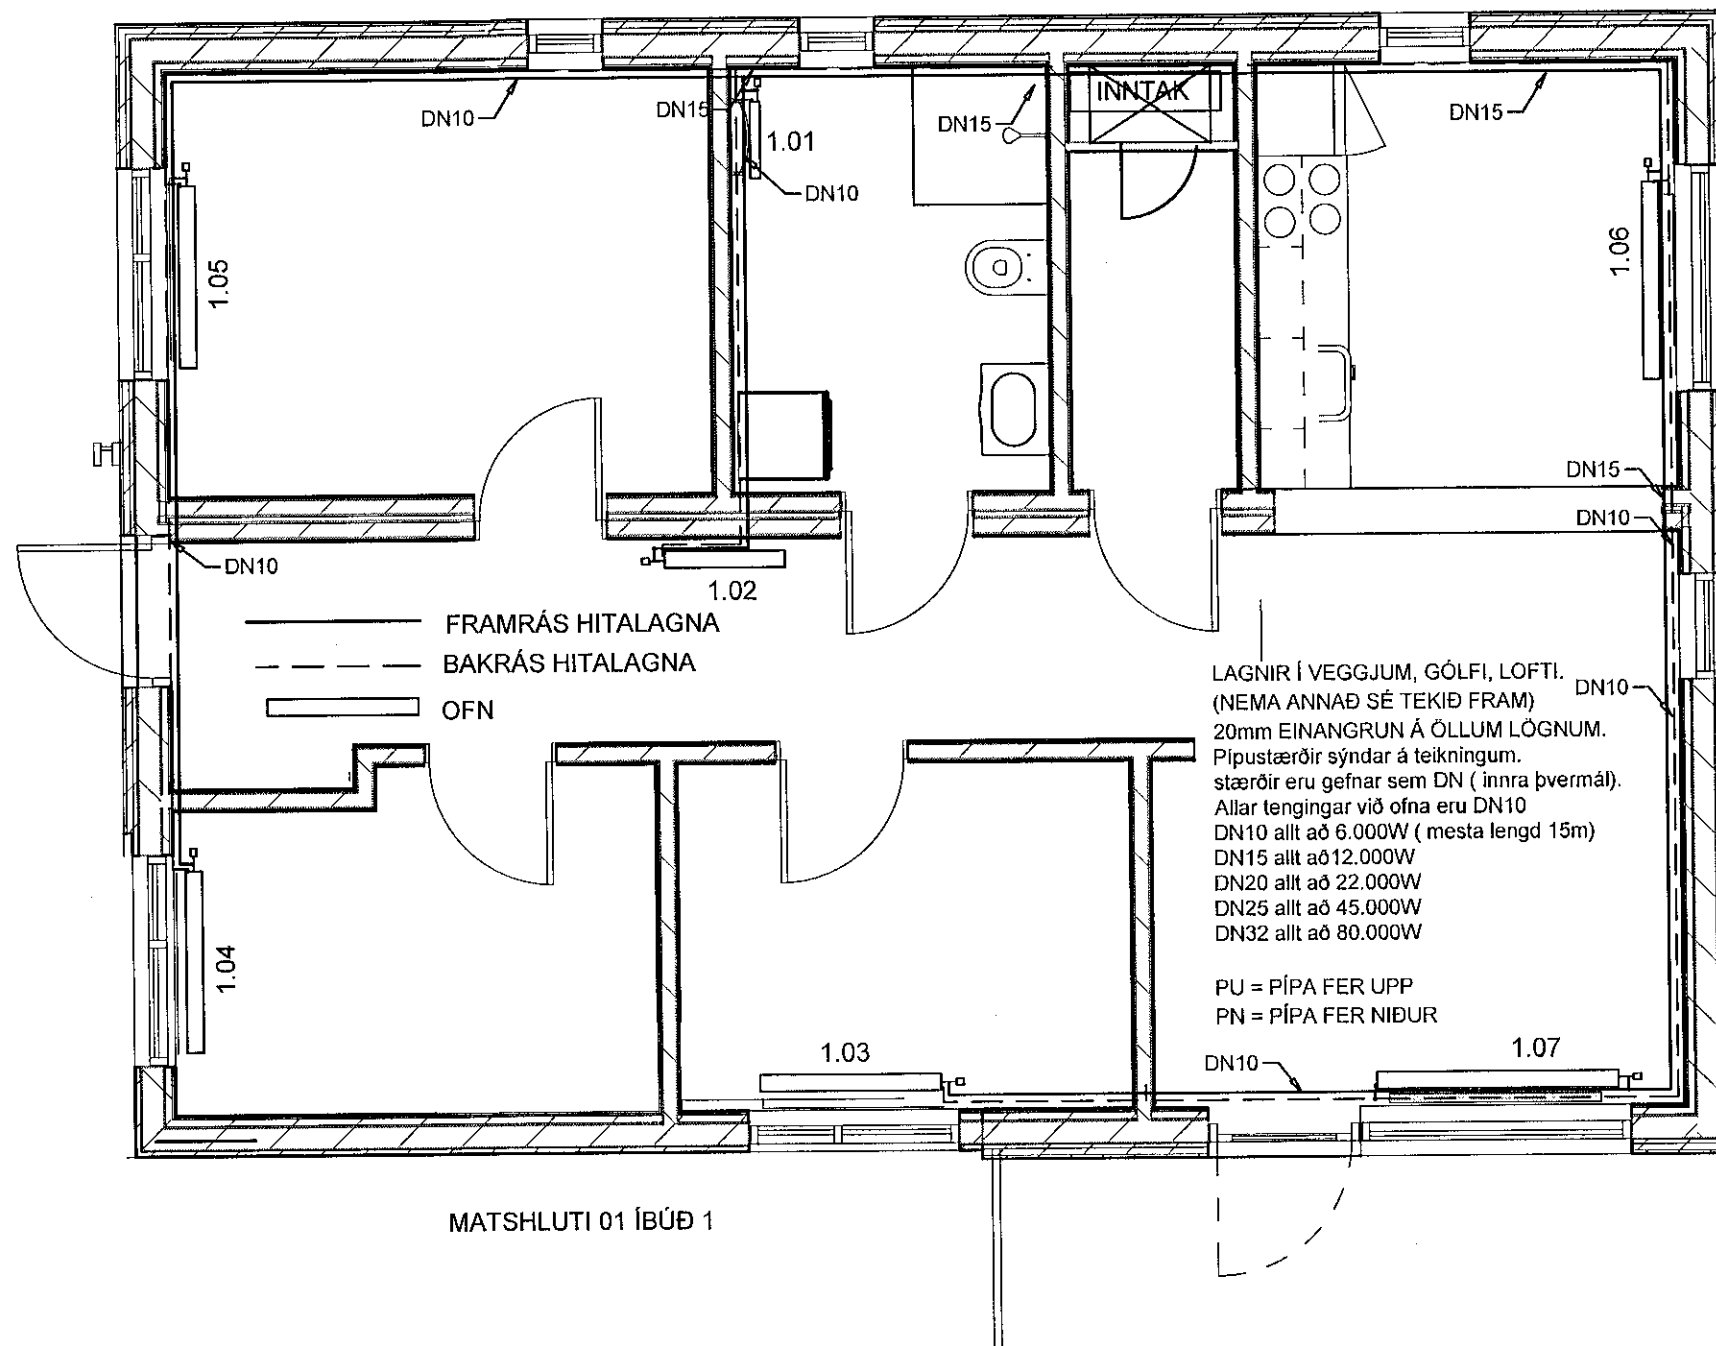 DN10
DN15
1.01
DN10
DN15
INNTAK
DN15
1.05
1.06
DN15
DN10
DN10
1.02
FRAMRÁS HITALAGNA
BAKRÁS HITALAGNA
OFN
LAGNIR Í VEGGJUM, GÓLFI, LOFTI.
(NEMA ANNAÐ SÉ TEKIÐ FRAM)
DN10
20mm EINANGRUN Á ÖLLUM LÖGNUM.
Pípustærðir sýndar á teikningum.
stærðir eru gefnar sem DN ( innra þvermál).
Allar tengingar við ofna eru DN10
DN10 allt að 6.000W ( mesta lengd 15m)
DN15 allt að12.000W
DN20 allt að 22.000W
DN25 allt að 45.000W
DN32 allt að 80.000W
PU = PÍPA FER UPP
PN = PÍPA FER NIÐUR
1.04
1.03
DN10
1.07
MATSHLUTI 01 ÍBÚÐ 1